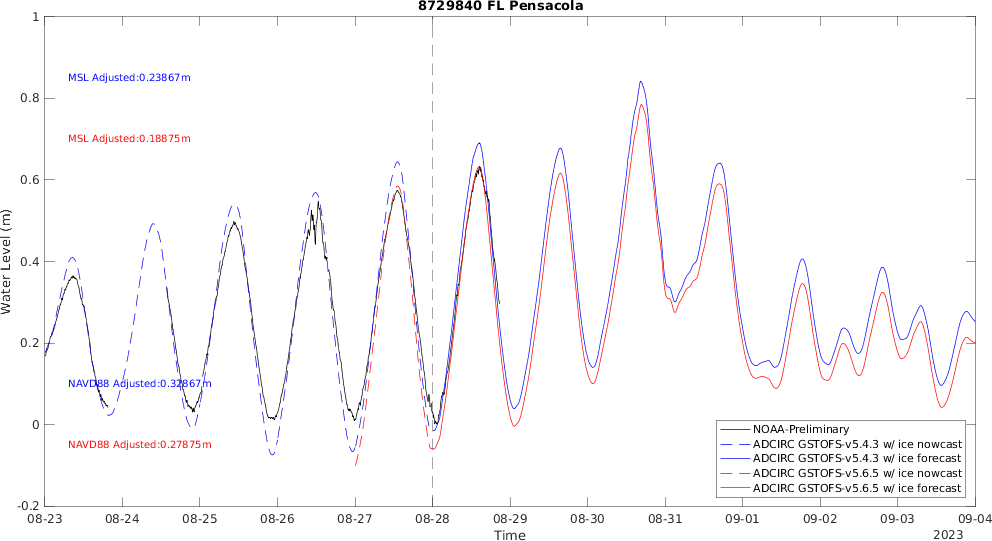 8729840 FL Pensacola
1
0.8
0.6
0.4
0.2
0
-0.2
Water Level (m)
MSL Adjusted:0.23867m
MSL Adjusted:0.18875m
NAVD88 Adjusted:0.32867m
NAVD88 Adjusted:0.27875m
NOAA-Preliminary
ADCIRC GSTOFS-v5.4.3 w/ ice nowcast
ADCIRC GSTOFS-v5.4.3 w/ ice forecast
ADCIRC GSTOFS-v5.6.5 w/ ice nowcast
ADCIRC GSTOFS-v5.6.5 w/ ice forecast
08-23 08-24 08-25 08-26 08-27 08-28 08-29 08-30 08-31 09-01 09-02 09-03 09-04
Time
2023